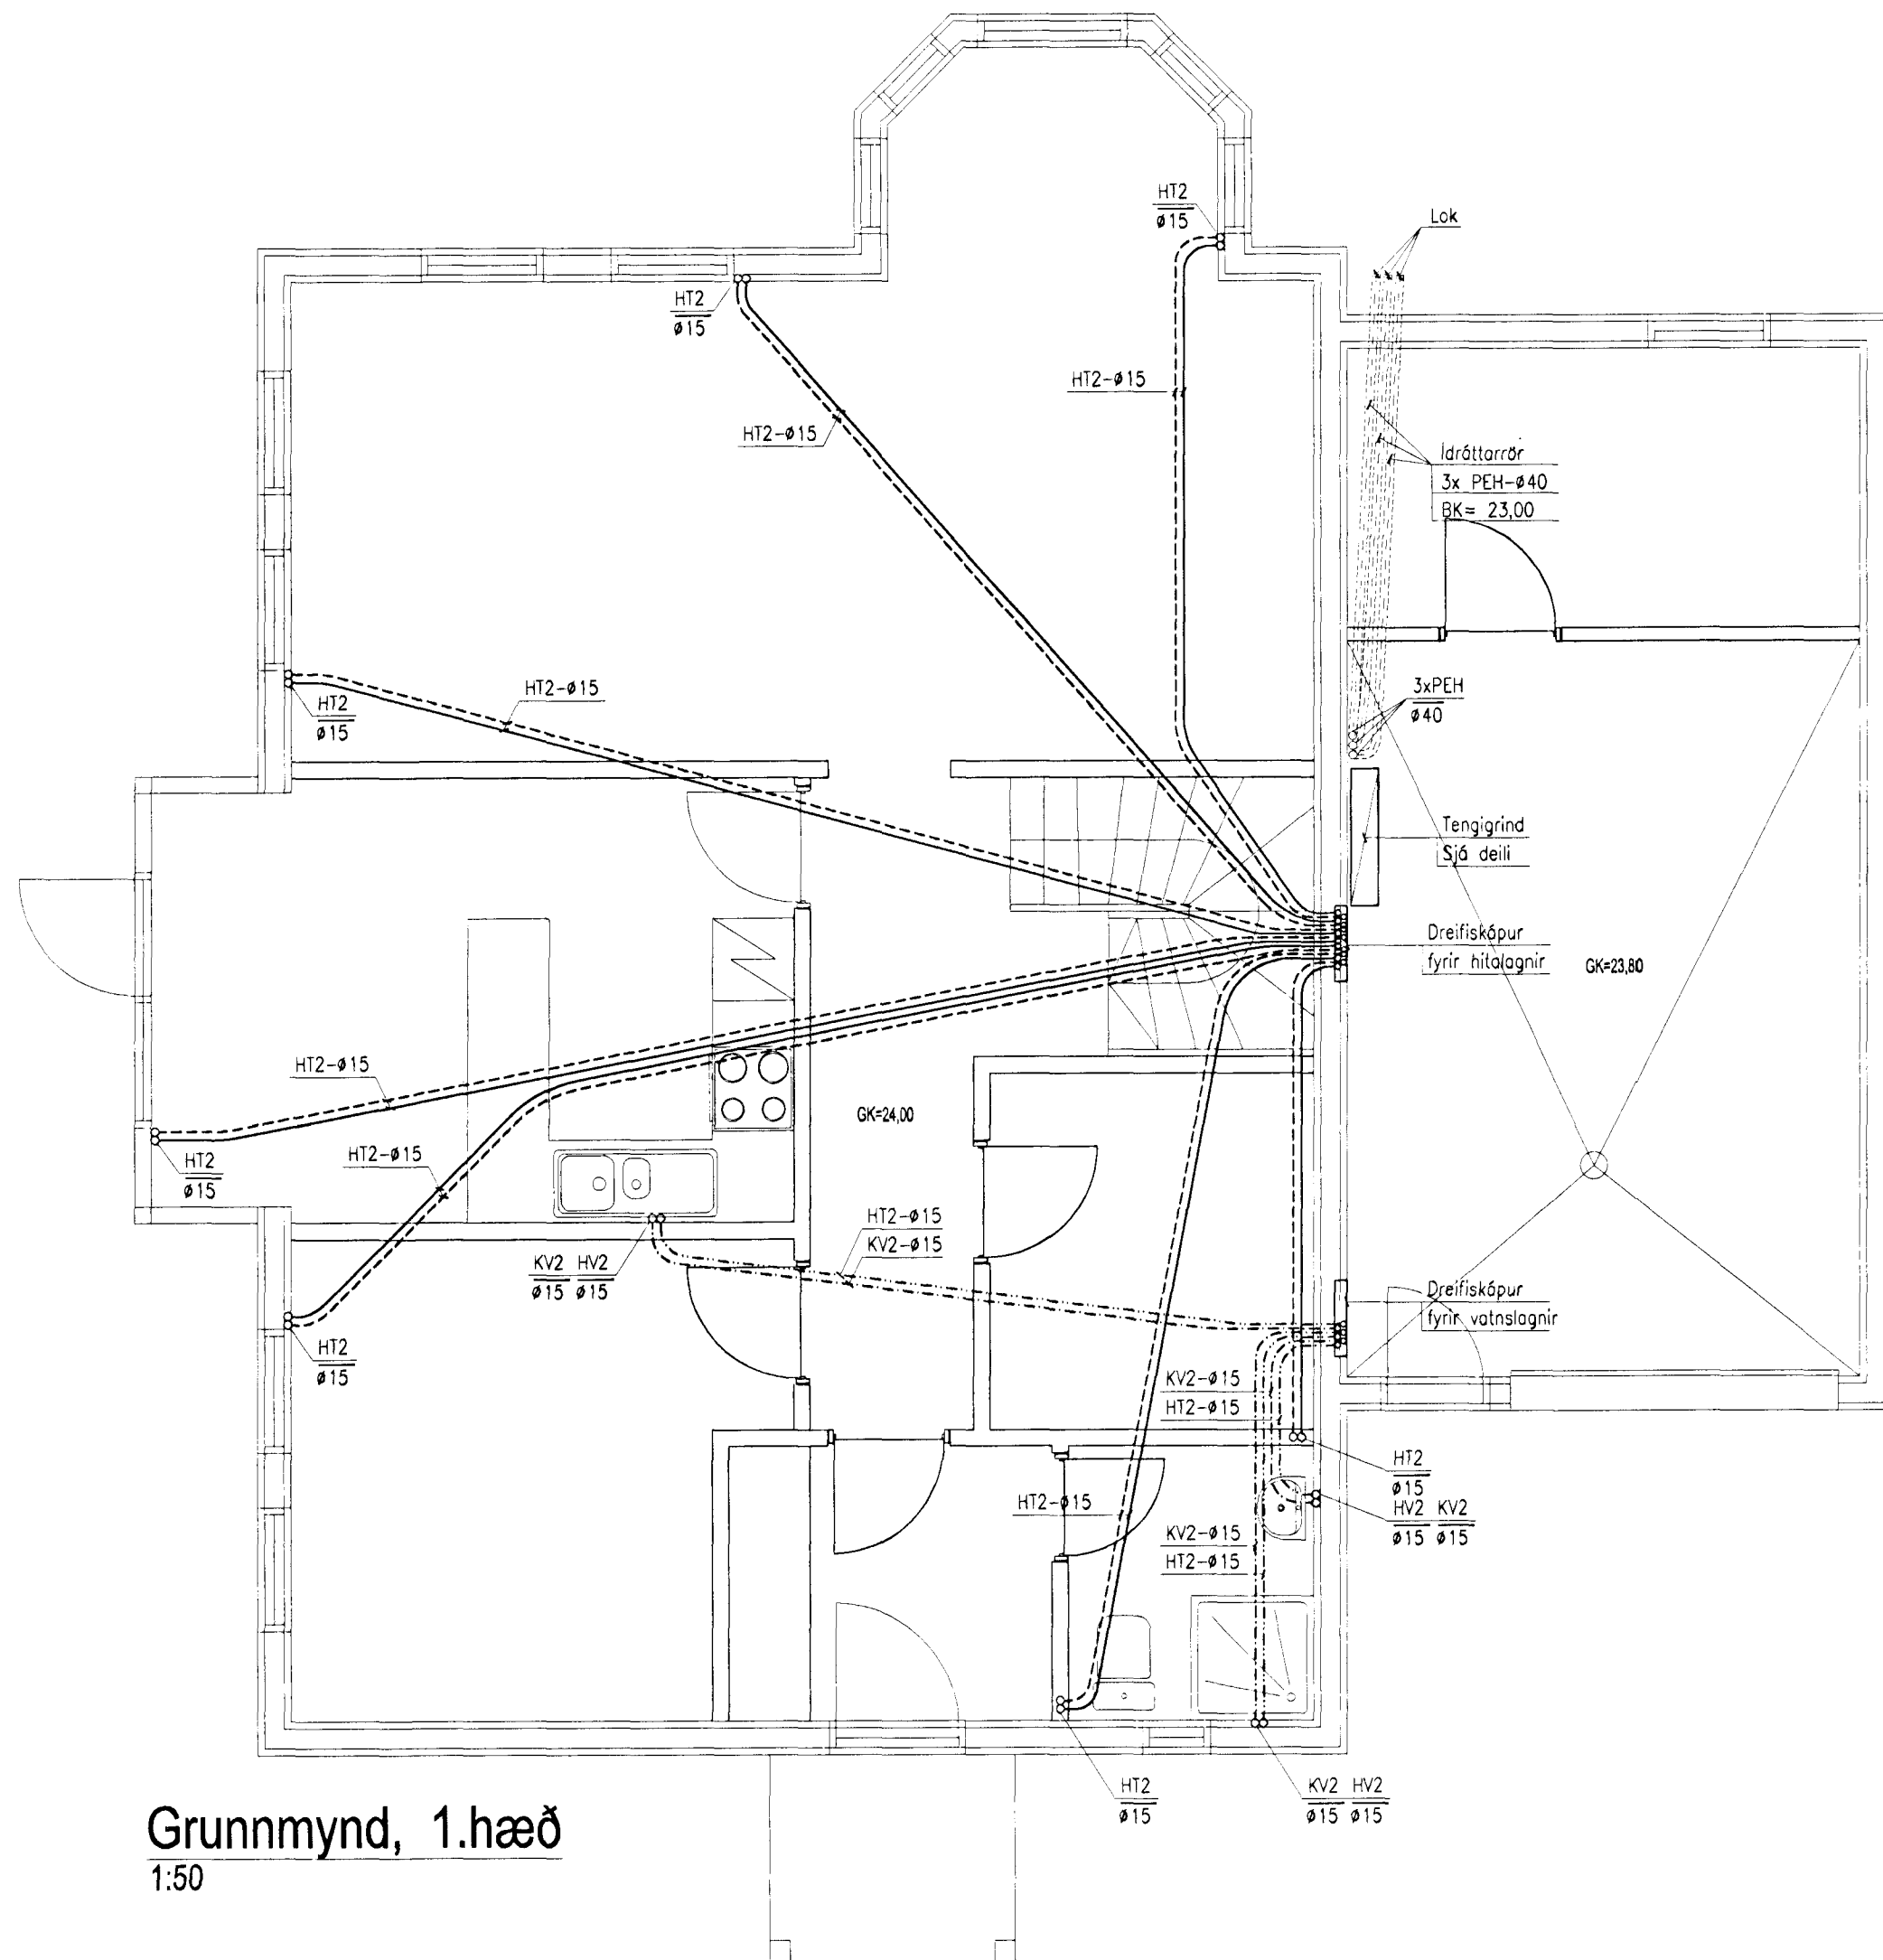 HT2
ø15
Lok
HT2
ø15
HT2-ø15
HT2-ø15
Ídráttarrör
3x PEH-ø40
BK= 23,00
HT2-ø15
HT2
ø15
3xPEH
ø40
Tengigrind
Sjá deili
Dreifiskápur
fyrir hitalagnir
GK=23,80
HT2-ø15
GK=24,00
HT2-ø15
HT2
ø15
HT2-ø15
KV2-ø15
KV2 HV2
ø15 ø15
Dreifiskápur
fyrir vatnslagnir
HT2
ø15
KV2-ø15
HT2-ø15
HT2
ø15
HT2-ø15
HV2 KV2
ø15 ø15
KV2-ø15
HT2-ø15
HT2
ø15
KV2 HV2
ø15 ø15
Grunnmynd, 1.hæð
1:50